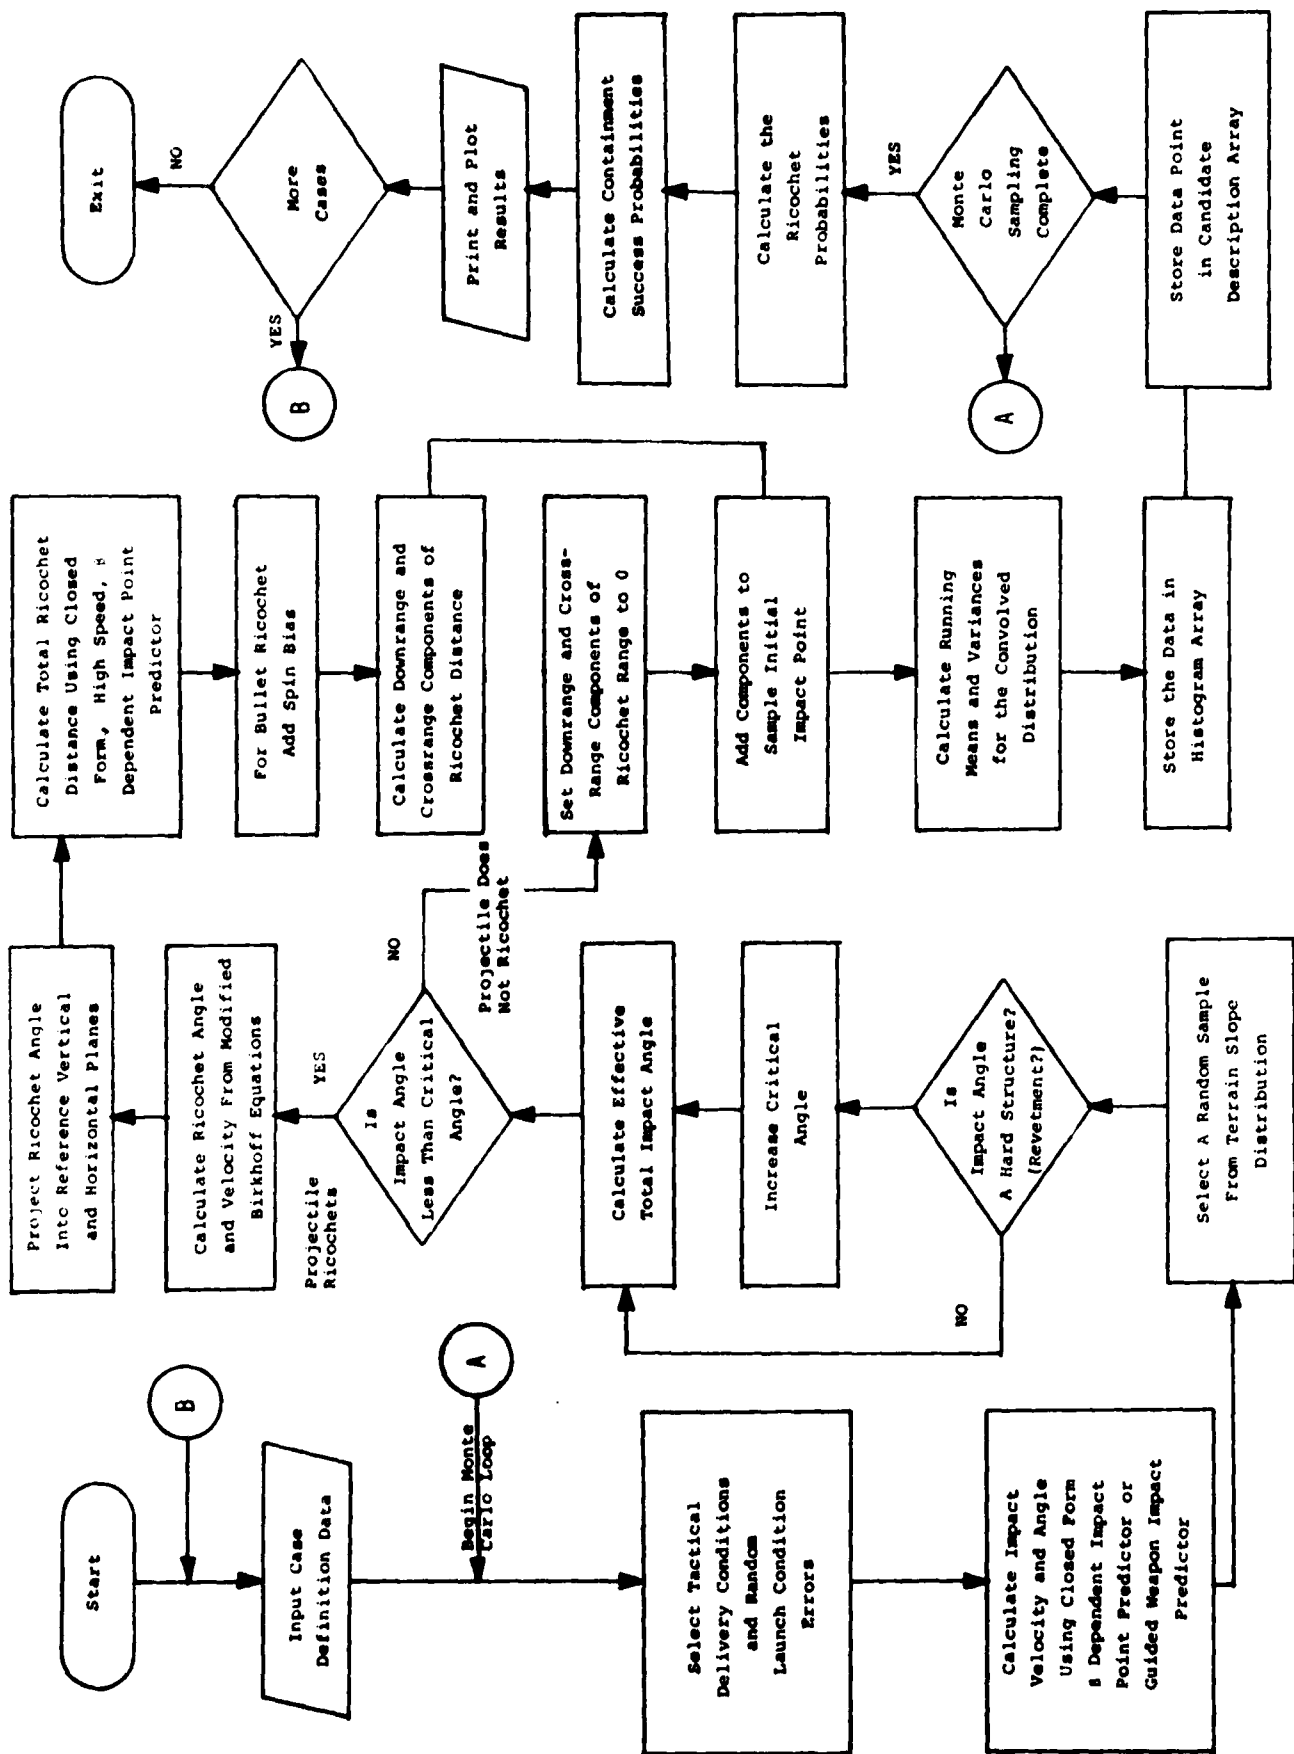 Start
B
Input Case
Definition Data
A
Begin Monte
Carlo Loop
Select Tactical
Delivery Conditions
and Random
Launch Condition
Errors
Calculate Impact
Velocity and Angle
Using Closed Form
β Dependent Impact
Point Predictor or
Guided Weapon Impact
Predictor
Select A Random Sample
From Terrain Slope
Distribution
Is
Impact Angle
A Hard Structure?
(Revetment?)
NO
Increase Critical
Angle
Calculate Effective
Total Impact Angle
Is
Impact Angle
Less Than Critical
Angle?
NO
Projectile Does
Not Ricochet
YES
Projectile
Ricochets
Calculate Ricochet Angle
and Velocity From Modified
Birkhoff Equations
Project Ricochet Angle
Into Reference Vertical
and Horizontal Planes
Calculate Total Ricochet
Distance Using Closed
Form, High Speed, β
Dependent Impact Point
Predictor
For Bullet Ricochet
Add Spin Bias
Calculate Downrange and
Crossrange Components of
Ricochet Distance
Set Downrange and Cross-
Range Components of
Ricochet Range to 0
Add Components to
Sample Initial
Impact Point
Calculate Running
Means and Variances
for the Convolved
Distribution
Store the Data in
Histogram Array
Store Data Point
in Candidate
Description Array
Monte
Carlo
Sampling
Complete
A
YES
Calculate the
Ricochet
Probabilities
Calculate Containment
Success Probabilities
Print and Plot
Results
More
Cases
YES
B
NO
Exit